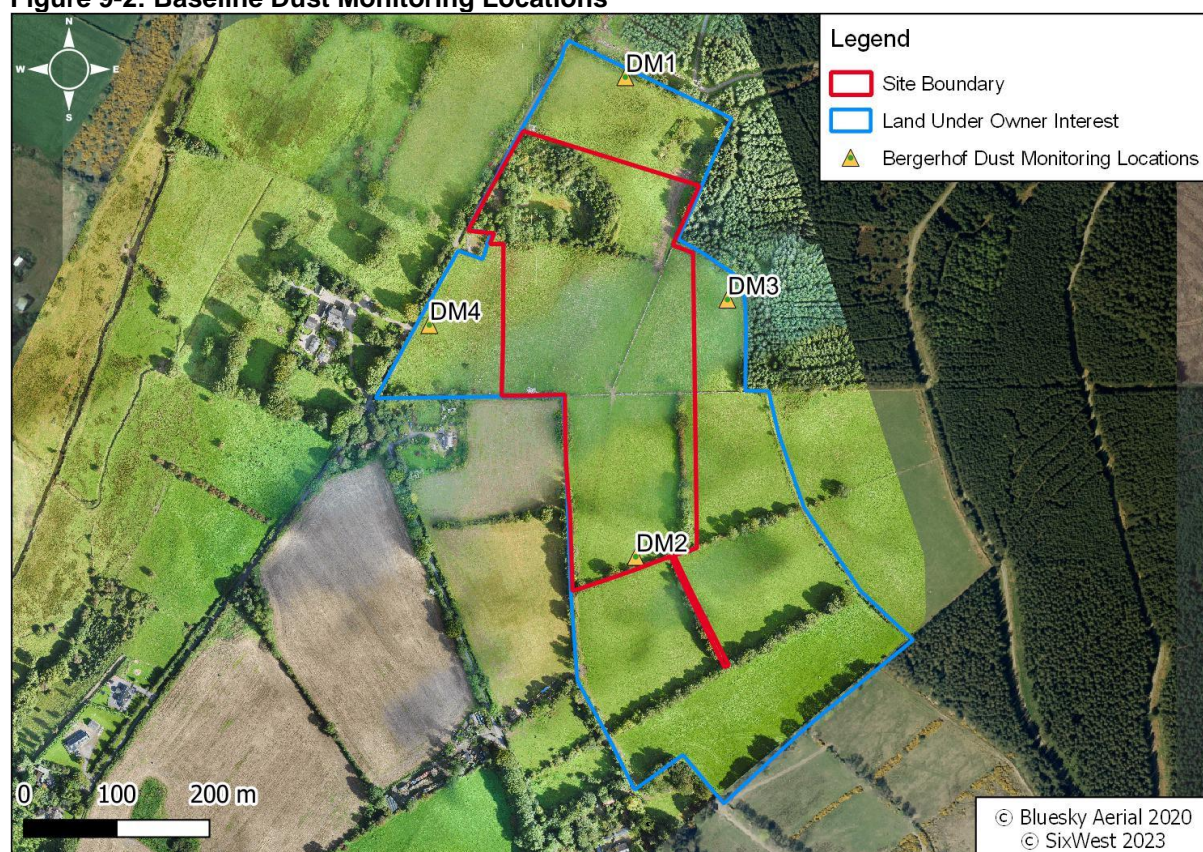 Figure 9-2: Baseline Dust Monitoring Locations
N
W E
S
Legend
Site Boundary
Land Under Owner Interest
Bergerhof Dust Monitoring Locations
DM1
DM3
DM4
DM2
0 100 200 m
© Bluesky Aerial 2020
© SixWest 2023